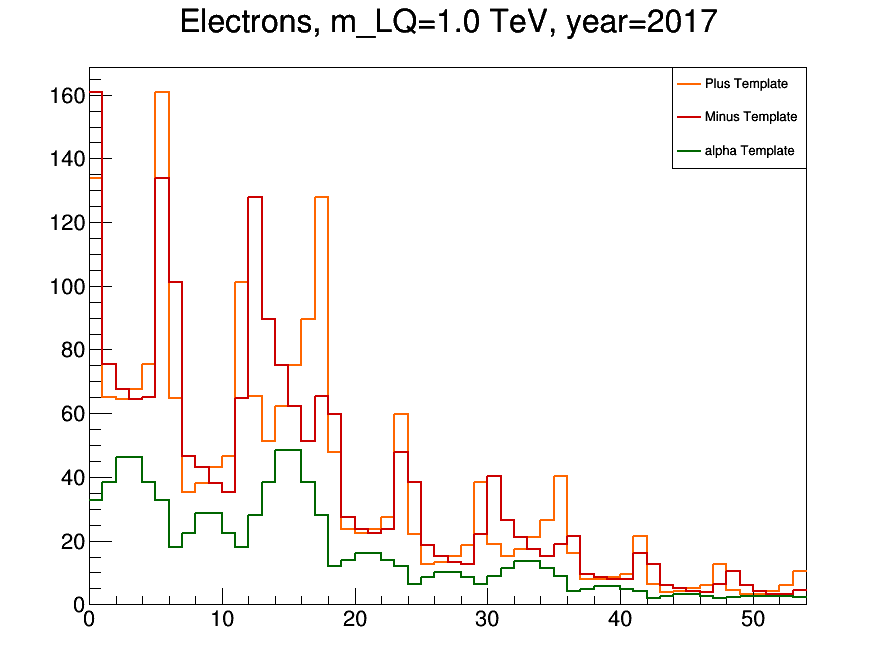 Electrons, m_LQ=1.0 TeV, year=2017
Plus Template
Minus Template
alpha Template
160
140
120
100
80
60
40
20
0
0 10 20 30 40 50